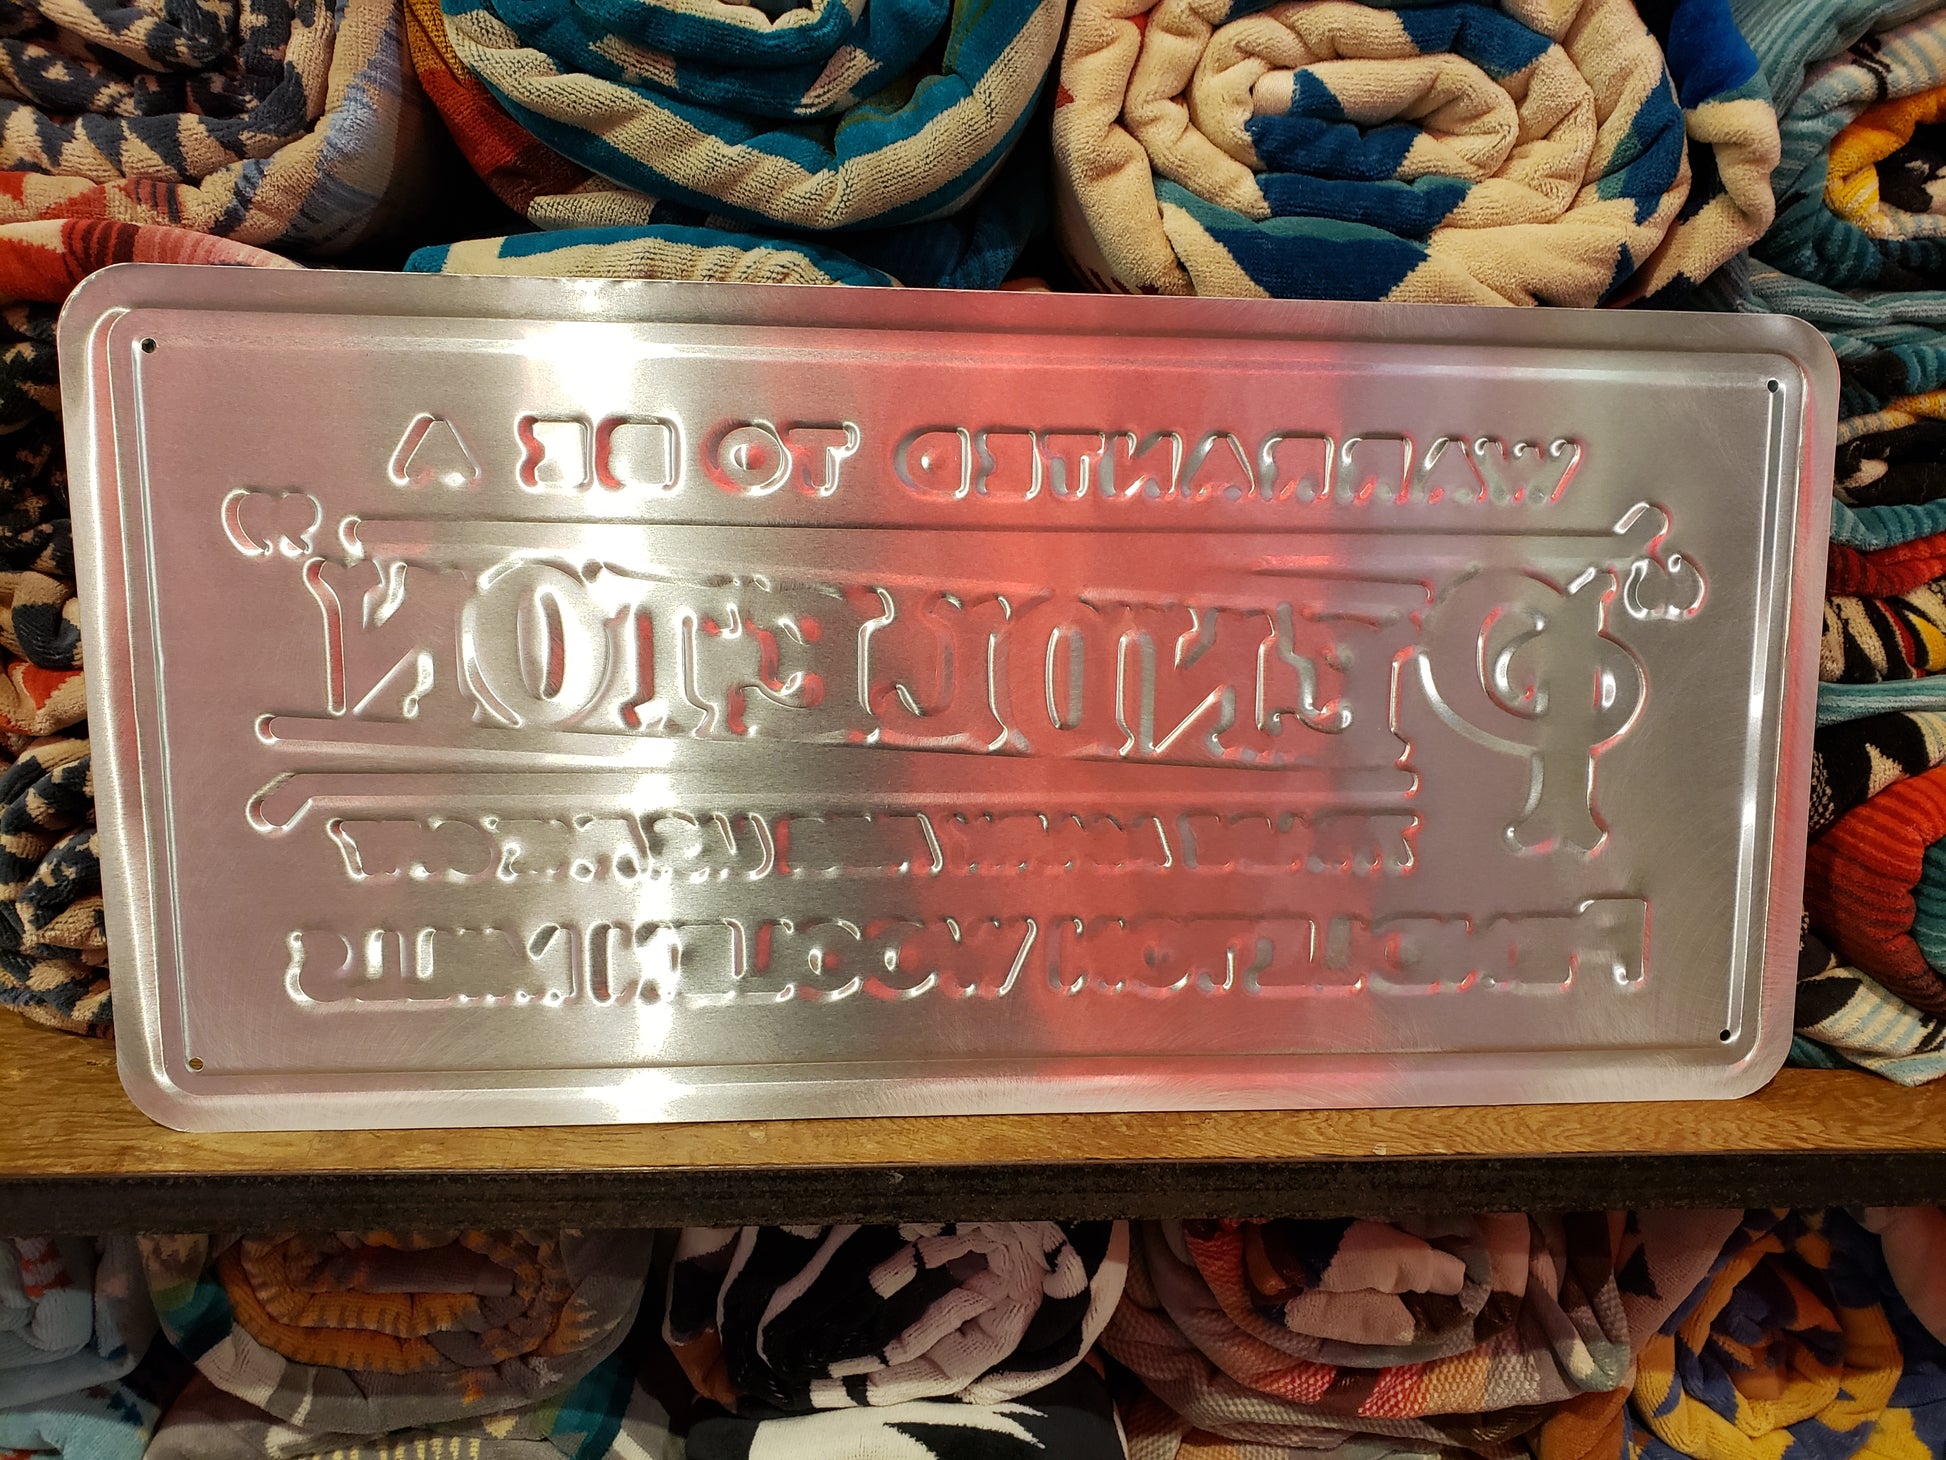 WARRANTED TO BE A
"PENDLETON"
PENDLETON WOOLEN MILLS